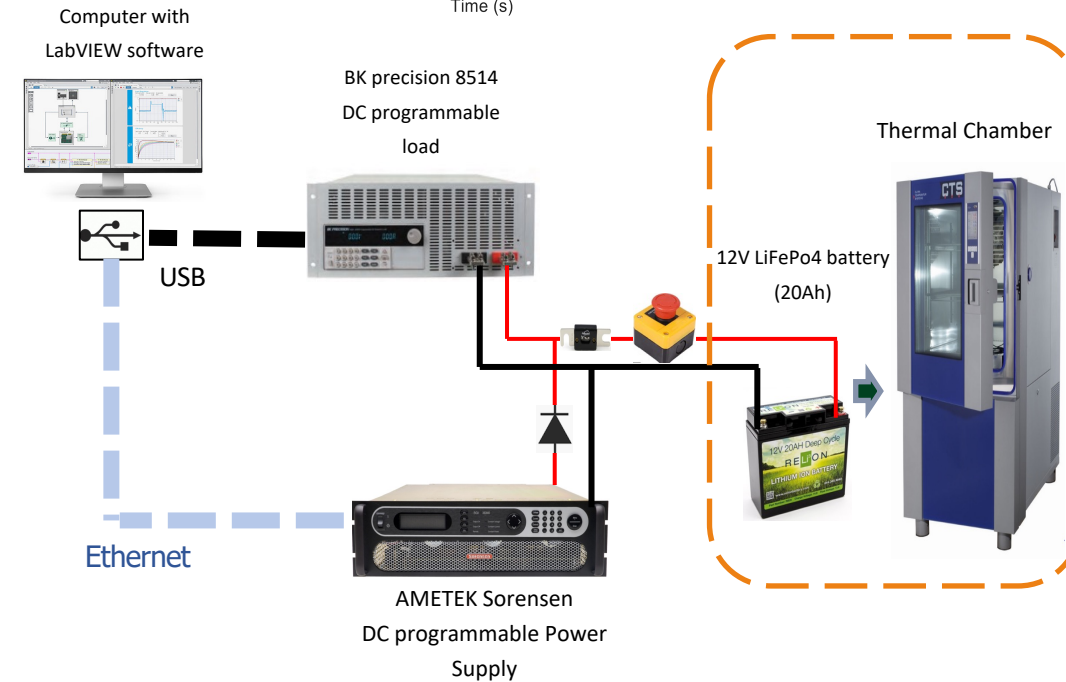 Time (s)
Computer with
LabVIEW software
BK precision 8514
DC programmable
load
Thermal Chamber
CTS
USB
12V LiFePo4 battery
(20Ah)
12V 20AH Deep Cycle
RELiON
LITHIUM ION BATTERY
Ethernet
AMETEK Sorensen
DC programmable Power
Supply